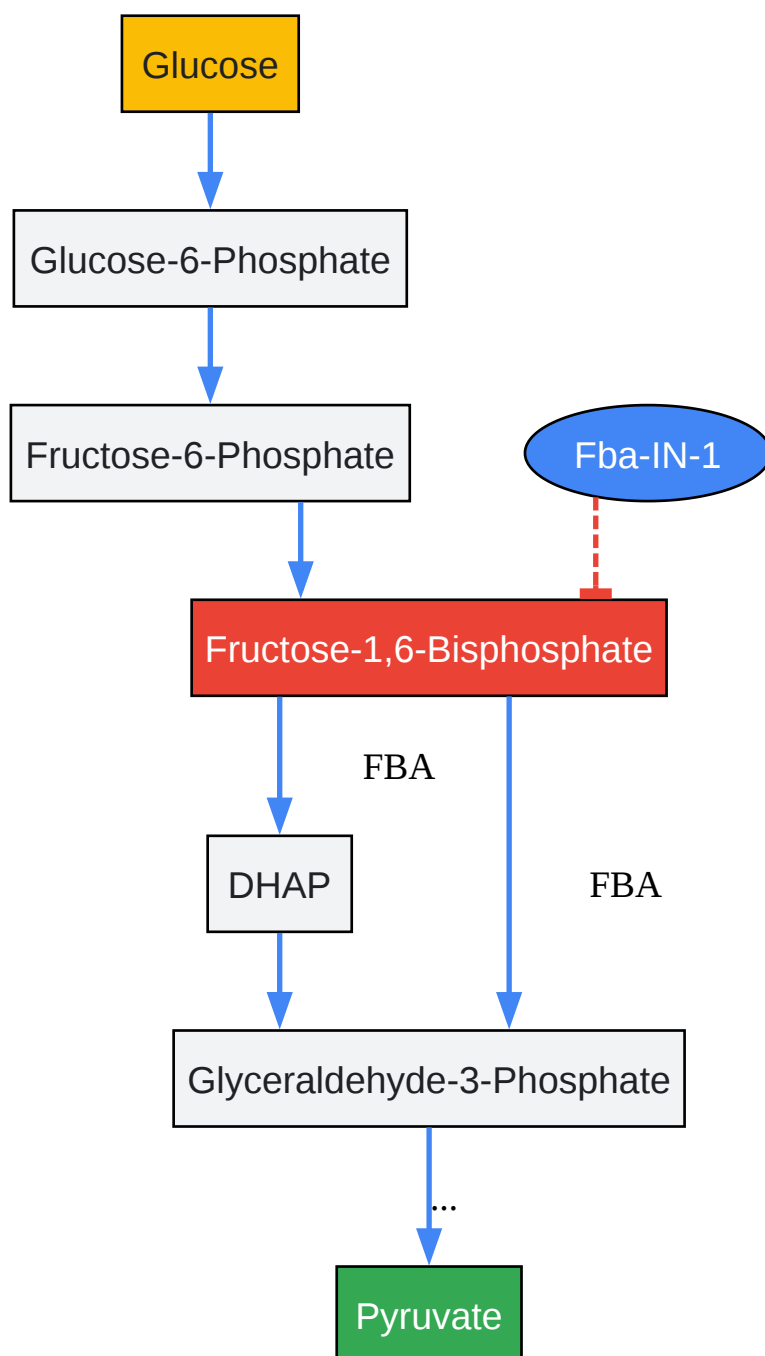 Glucose
Glucose-6-Phosphate
Fructose-6-Phosphate
Fba-IN-1
Fructose-1,6-Bisphosphate
FBA
DHAP
FBA
Glyceraldehyde-3-Phosphate
...
Pyruvate